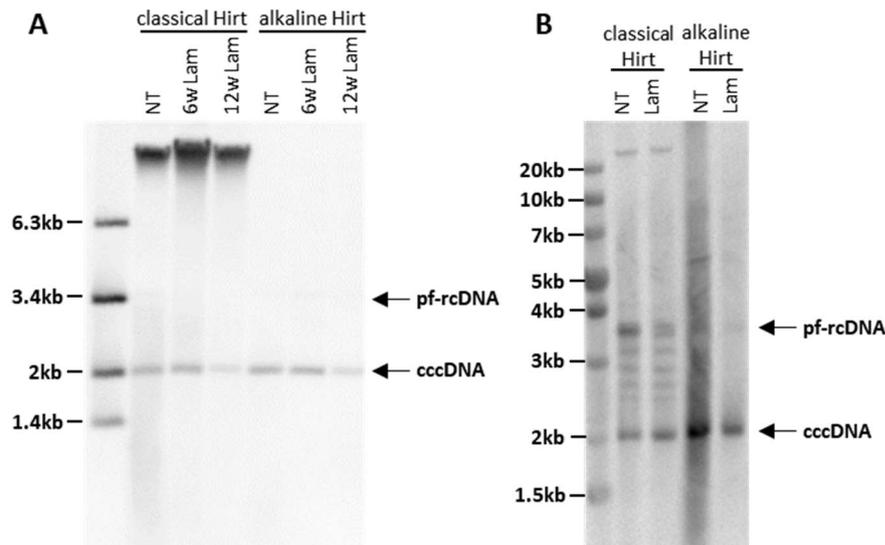 A
classical Hirt alkaline Hirt
NT
6w Lam
12w Lam
NT
6w Lam
12w Lam
6.3kb
3.4kb
2kb
1.4kb
pf-rcDNA
cccDNA
B
classical alkaline
Hirt Hirt
NT
Lam
NT
Lam
20kb
10kb
7kb
5kb
4kb
3kb
2kb
1.5kb
pf-rcDNA
cccDNA